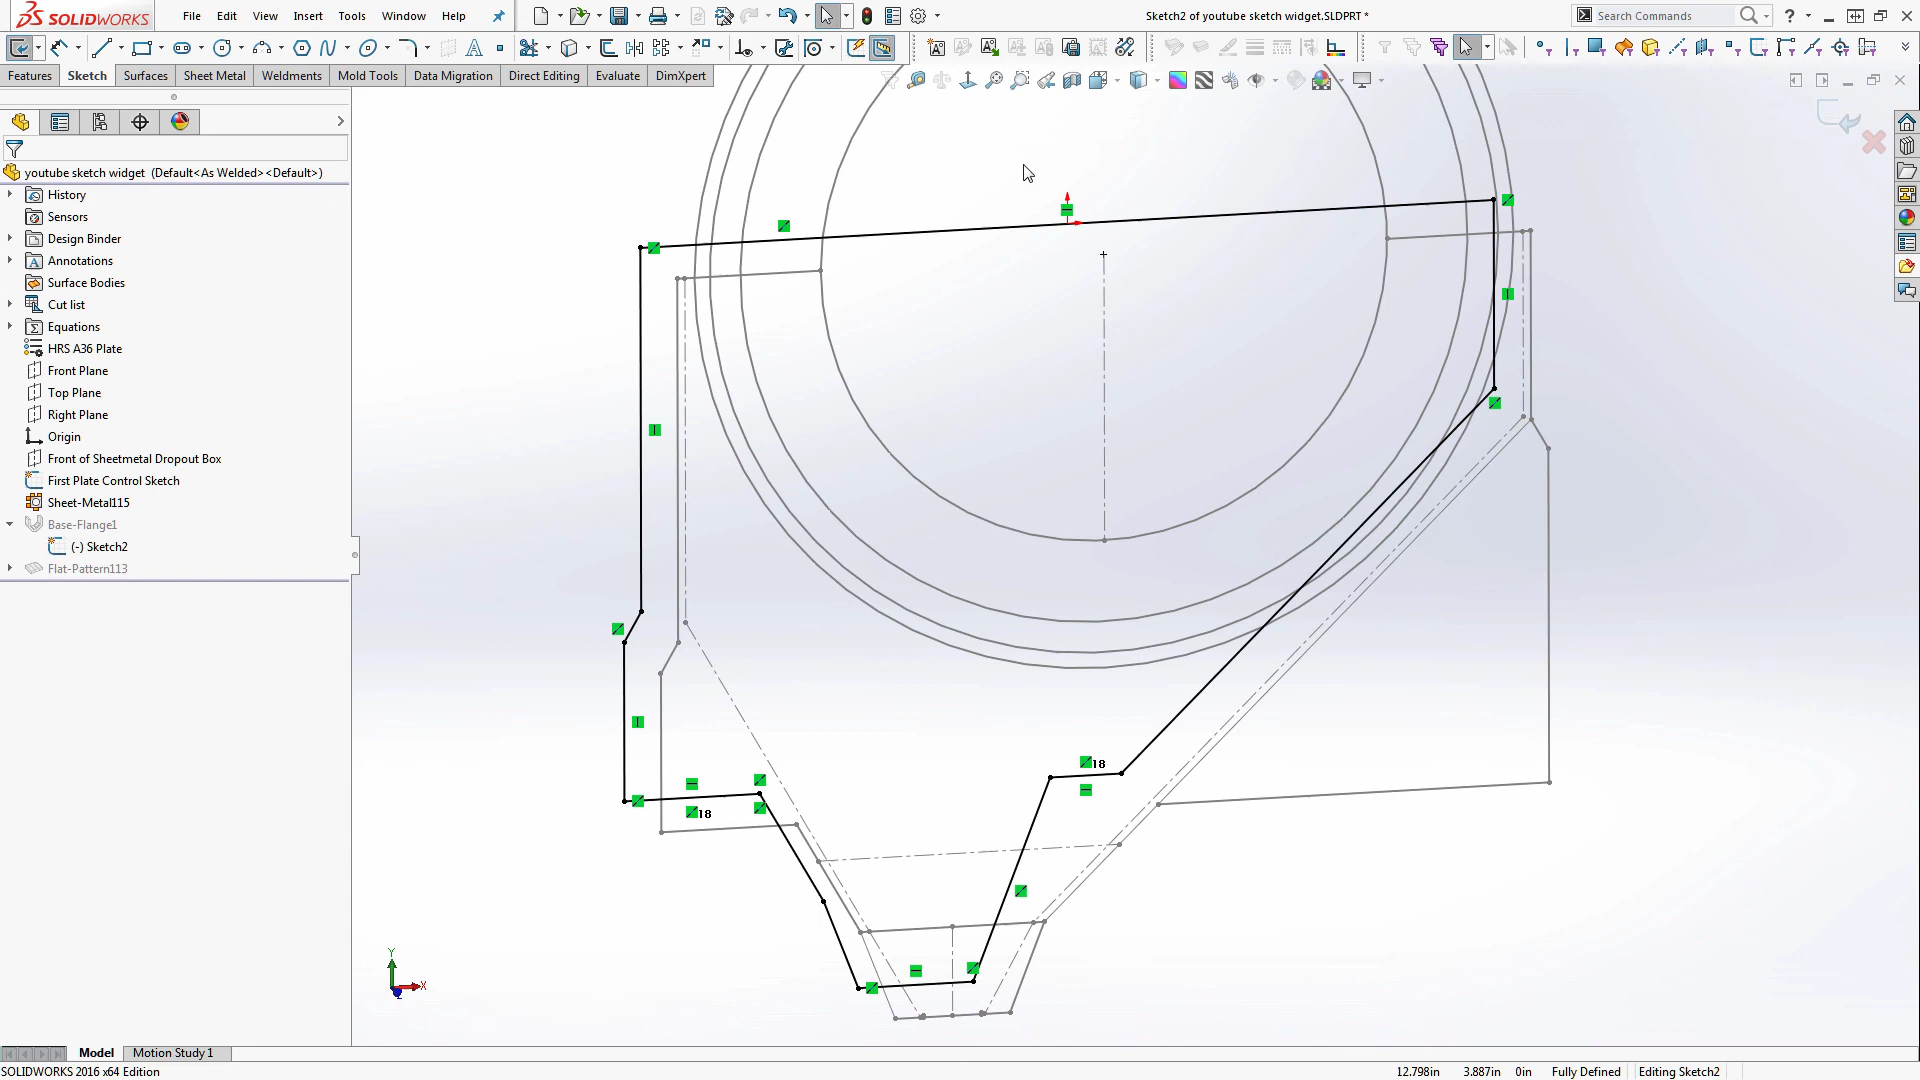 SOLIDWORKS
File Edit View Insert Tools Window Help
Sketch2 of youtube sketch widget.SLDPRT *
Search Commands
Features Sketch Surfaces Sheet Metal Weldments Mold Tools Data Migration Direct Editing Evaluate DimXpert
youtube sketch widget (Default<As Welded><Default>)
History
Sensors
Design Binder
Annotations
Surface Bodies
Cut list
Equations
HRS A36 Plate
Front Plane
Top Plane
Right Plane
Origin
Front of Sheetmetal Dropout Box
First Plate Control Sketch
Sheet-Metal115
Base-Flange1
(-) Sketch2
Flat-Pattern113
18
18
Y
X
Model Motion Study 1
SOLIDWORKS 2016 x64 Edition
12.798in 3.887in 0in Fully Defined Editing Sketch2